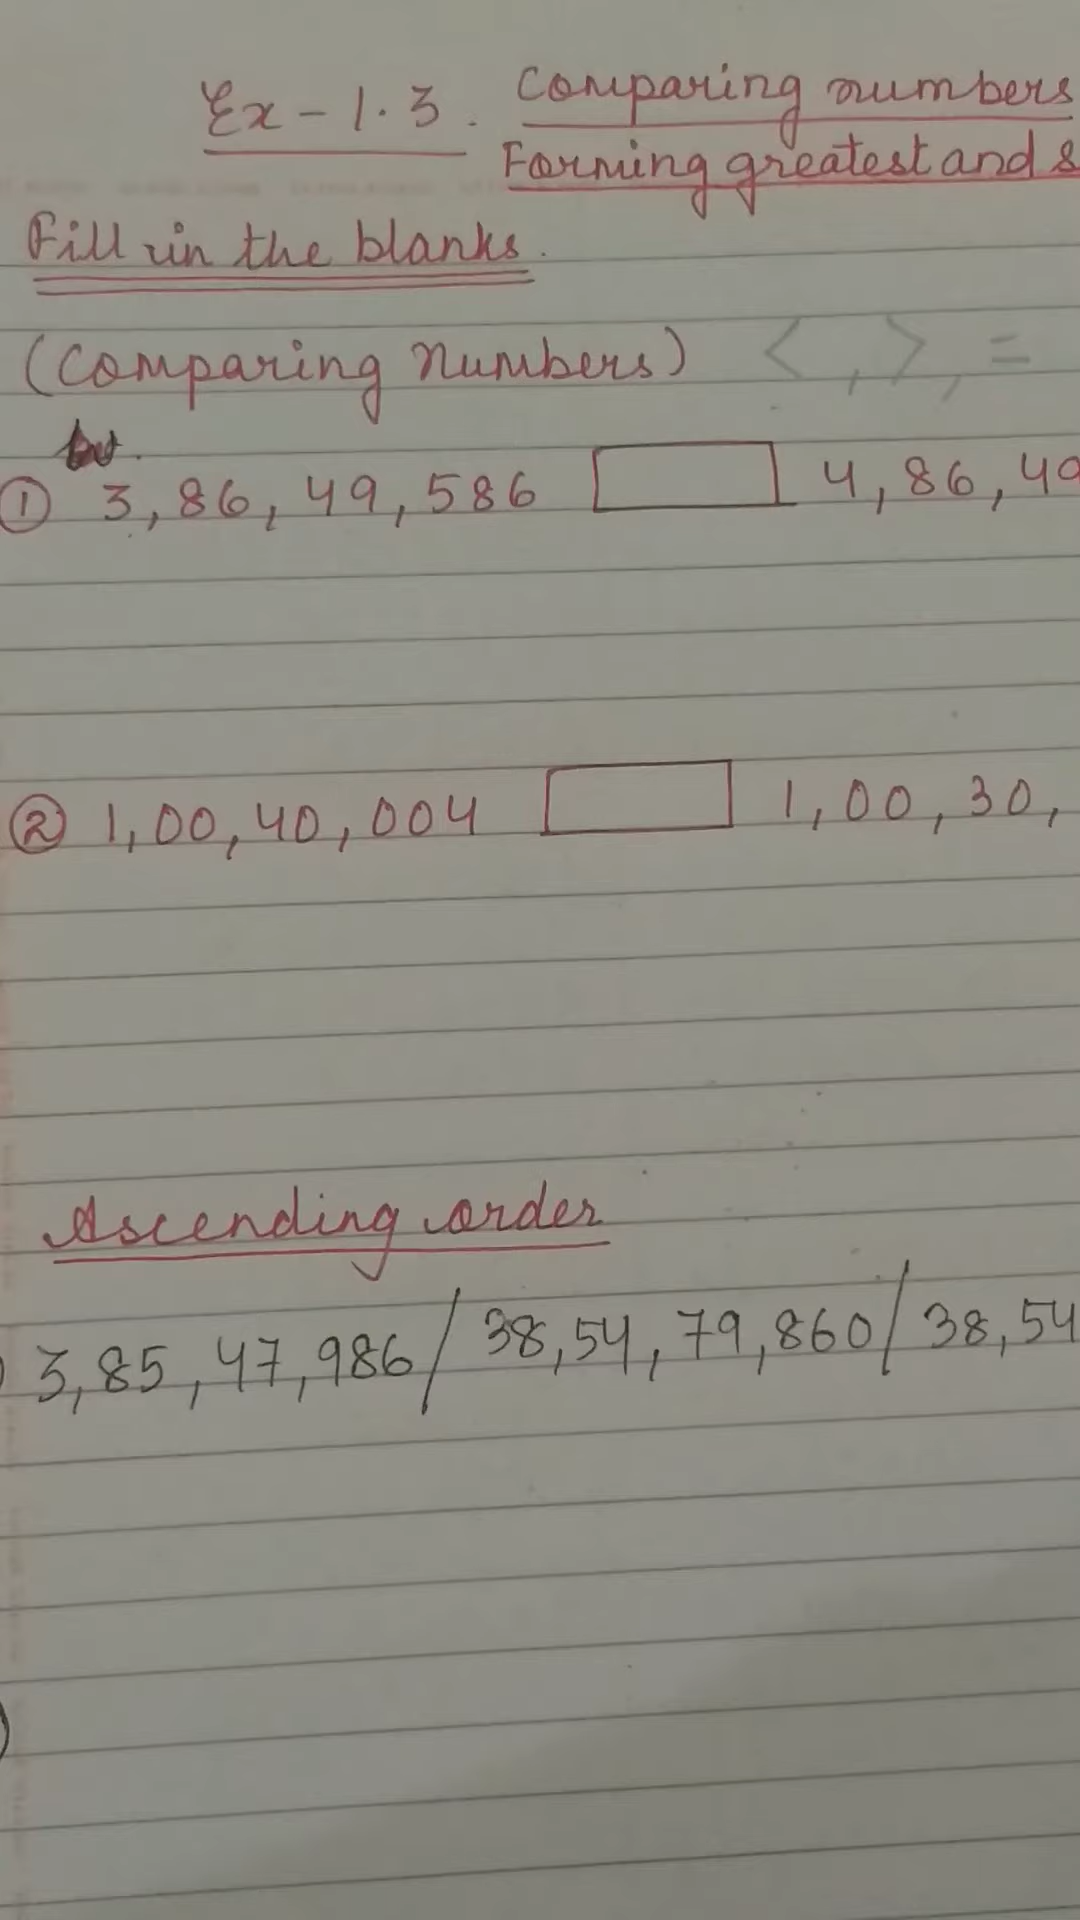 Ex - 1.3. Comparing numbers
Forming greatest and
Fill in the blanks.
(Comparing Numbers) < , > , =
① 3,86,49,586 4,86,49
② 1,00,40,004 1,00,30,
Ascending order
3,85,47,986/38,54,79,860/38,54